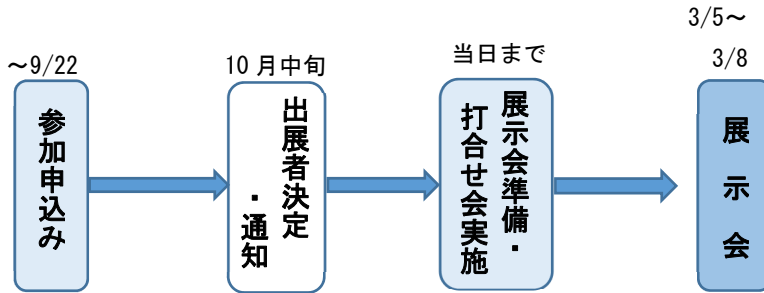 ～9/22
参加申込み
10月中旬
出展者決定
・通知
当日まで
展示会準備・
打合せ会実施
3/5～
3/8
展示会